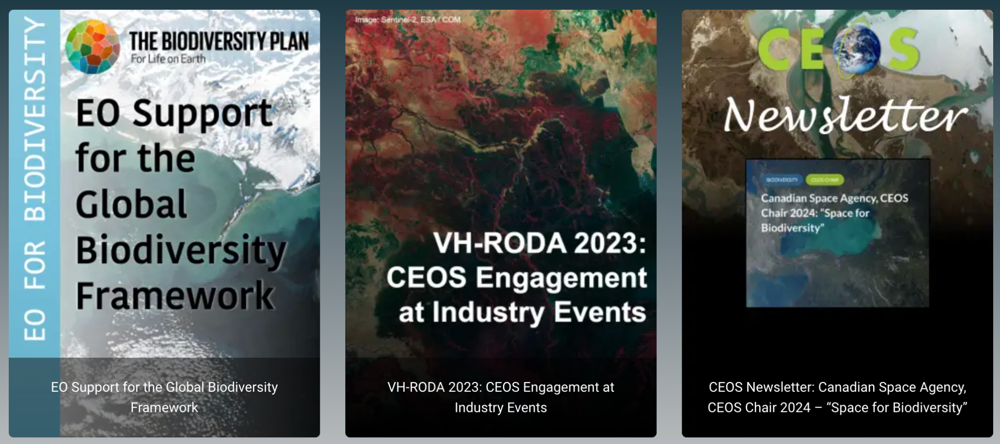 EO FOR BIODIVERSITY
THE BIODIVERSITY PLAN
For Life on Earth
EO Support
for the
Global
Biodiversity
Framework
EO Support for the Global Biodiversity
Framework
Image: Sentinel-2, ESA / COM
VH-RODA 2023:
CEOS Engagement
at Industry Events
VH-RODA 2023: CEOS Engagement at
Industry Events
CEOS
Newsletter
BIODIVERSITY CEOS CHAIR
Canadian Space Agency, CEOS
Chair 2024: “Space for
Biodiversity”
CEOS Newsletter: Canadian Space Agency,
CEOS Chair 2024 – “Space for Biodiversity”